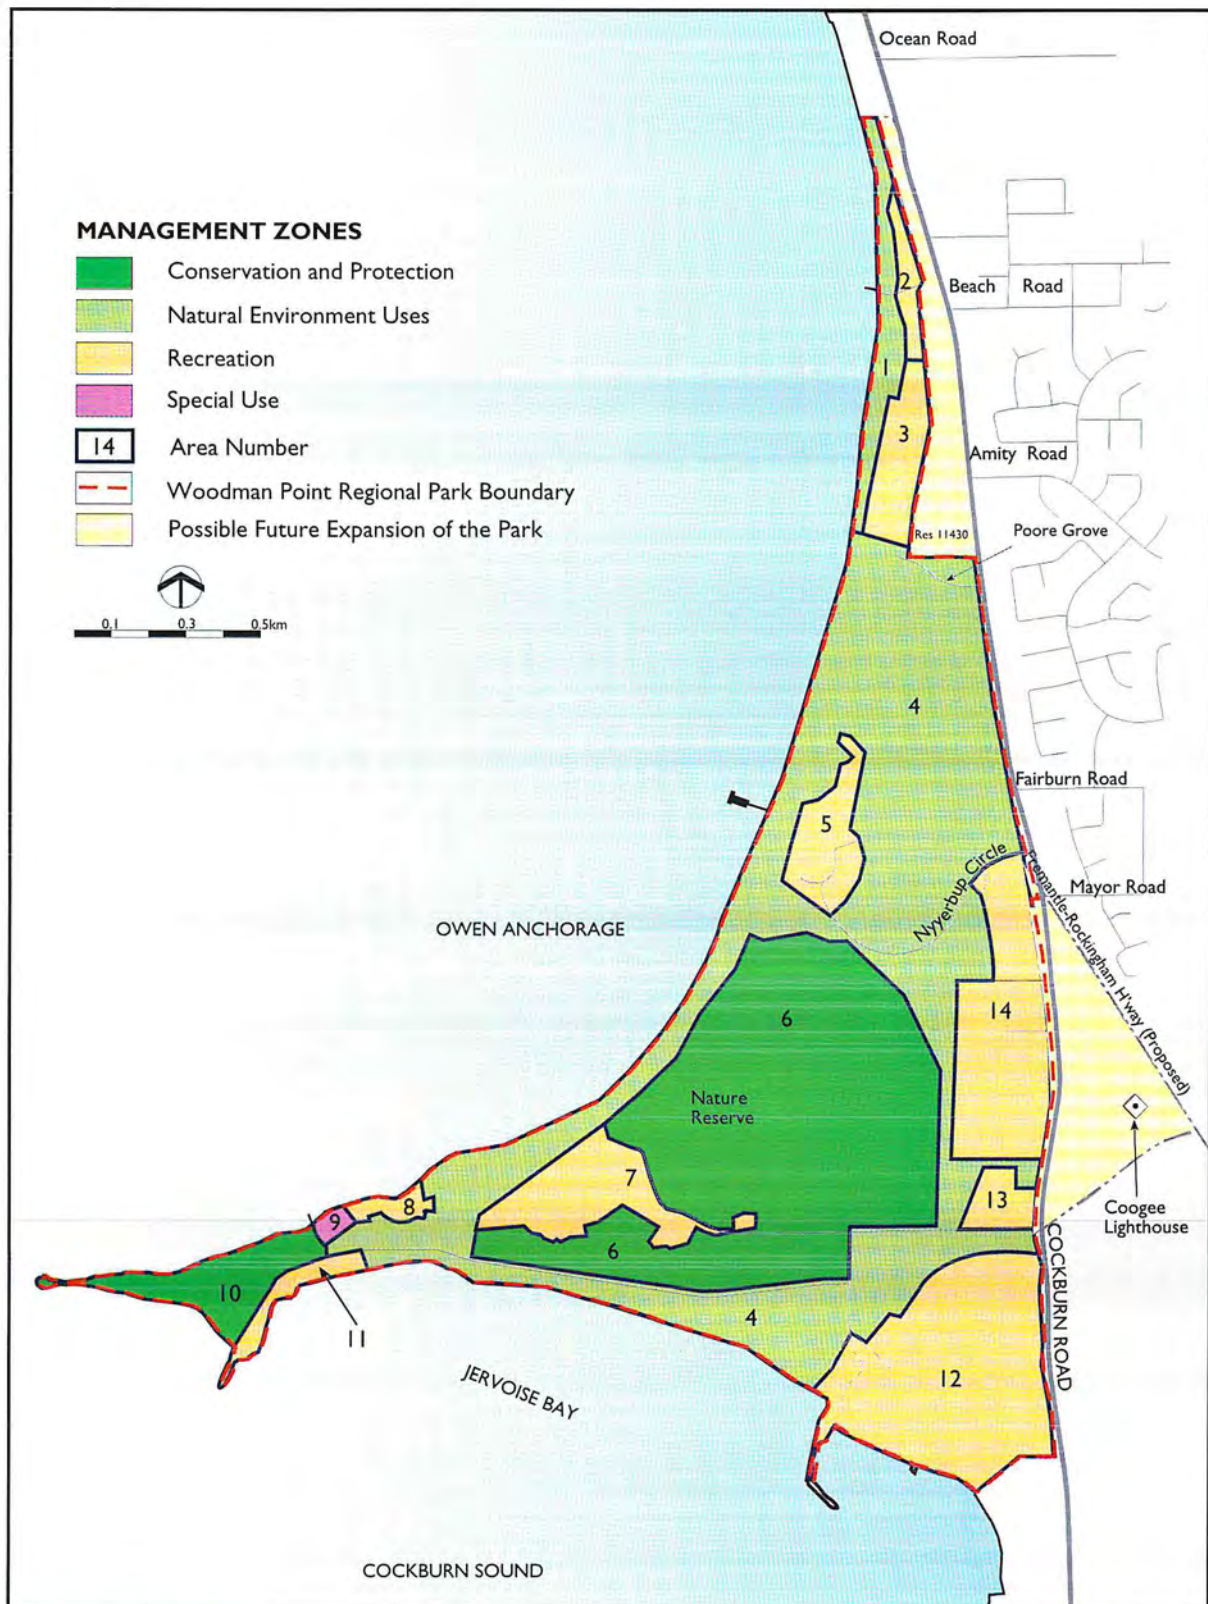 Ocean Road
MANAGEMENT ZONES
Conservation and Protection
Natural Environment Uses
Recreation
Special Use
14 Area Number
Woodman Point Regional Park Boundary
Possible Future Expansion of the Park
0.1 0.3 0.5km
2
Beach Road
1
3
Amity Road
Res 11430
Poore Grove
4
Fairburn Road
5
Nyyerbup Circle
Fremantle-Rockingham H'way (Proposed)
Mayor Road
OWEN ANCHORAGE
6
14
Nature
Reserve
7
13
Coogee
Lighthouse
8
9
6
10
11
4
12
COCKBURN ROAD
JERVOISE BAY
COCKBURN SOUND